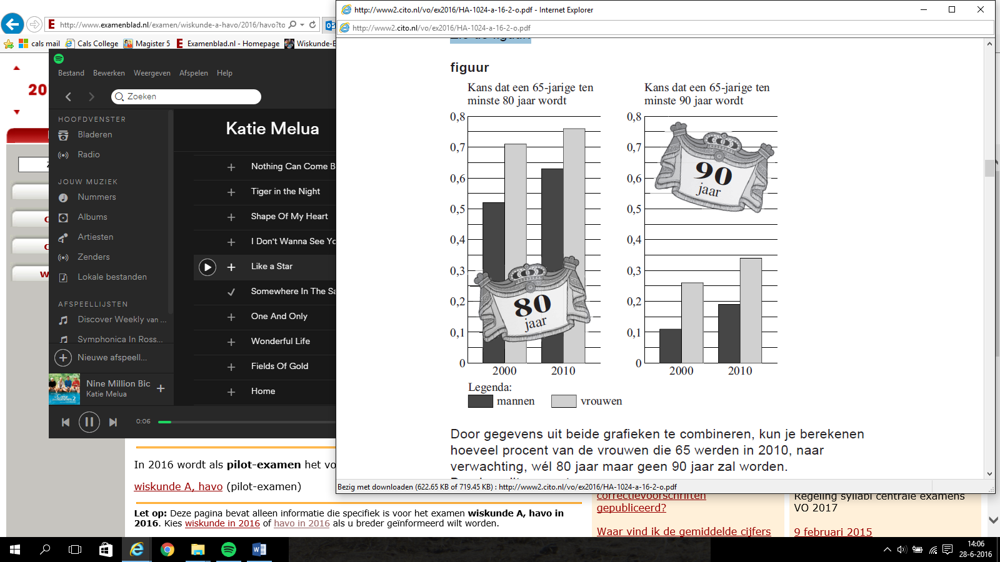 http://www2.cito.nl/vo/ex2016/HA-1024-a-16-2-o.pdf - Internet Explorer
http://www2.cito.nl/vo/ex2016/HA-1024-a-16-2-o.pdf
http://www.examenblad.nl/examen/wiskunde-a-havo/2016/havo?to
cals mail
Cals College
Magister 5
Examenblad.nl - Homepage
Wiskunde-E
20
Bestand Bewerken Weergeven Afspelen Help
Zoeken
HOOFDVENSTER
Bladeren
Radio
JOUW MUZIEK
Nummers
Albums
Artiesten
Zenders
Lokale bestanden
AFSPEELLIJSTEN
Discover Weekly van ...
Symphonica In Ross...
Nieuwe afspeell...
Nine Million Bic
Katie Melua
0:06
Katie Melua
Nothing Can Come B
Tiger in the Night
Shape Of My Heart
I Don't Wanna See Yo
Like a Star
Somewhere In The Sa
One And Only
Wonderful Life
Fields Of Gold
Home
figuur
Kans dat een 65-jarige ten
minste 80 jaar wordt
0,8
0,7
0,6
0,5
0,4
0,3
0,2
0,1
0
80
jaar
2000 2010
Kans dat een 65-jarige ten
minste 90 jaar wordt
0,8
0,7
0,6
0,5
0,4
0,3
0,2
0,1
0
90
jaar
2000 2010
Legenda:
mannen vrouwen
Door gegevens uit beide grafieken te combineren, kun je berekenen
hoeveel procent van de vrouwen die 65 werden in 2010, naar
verwachting, wél 80 jaar maar geen 90 jaar zal worden.
Bezig met downloaden (622.65 KB of 719.45 KB) : http://www2.cito.nl/vo/ex2016/HA-1024-a-16-2-o.pdf
In 2016 wordt als pilot-examen het vo
wiskunde A, havo (pilot-examen)
Let op: Deze pagina bevat alleen informatie die specifiek is voor het examen wiskunde A, havo in
2016. Kies wiskunde in 2016 of havo in 2016 als u breder geïnformeerd wilt worden.
correctievoorschriften
gepubliceerd?
Waar vind ik de gemiddelde cijfers
Regeling syllabi centrale examens
VO 2017
9 februari 2015
14:06
28-6-2016